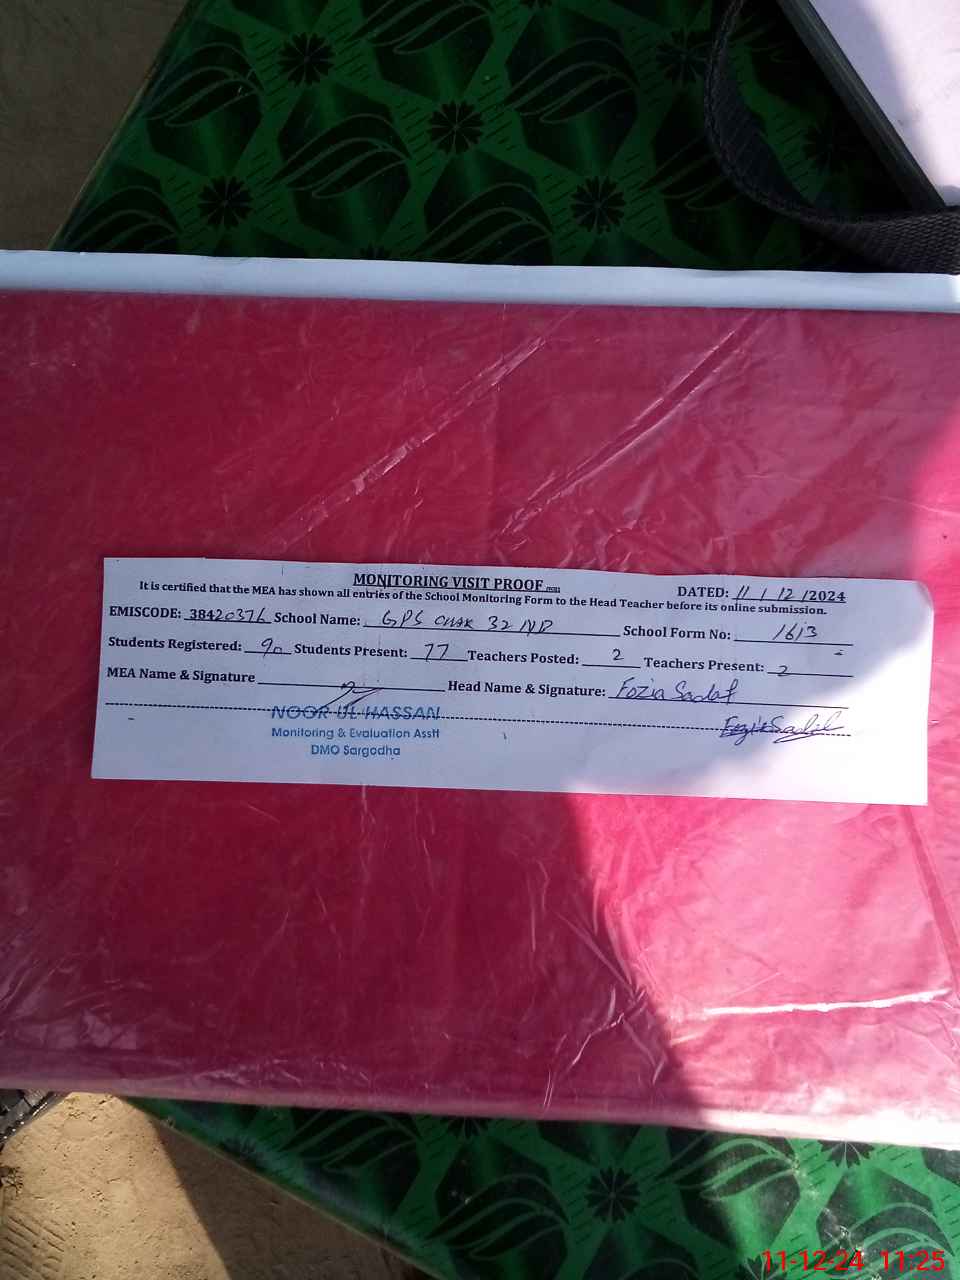 MONITORING VISIT PROOF
It is certified that the MEA has shown all entries of the School Monitoring Form to the Head Teacher before its online submission.
DATED: 11 / 12 /2024
EMISCODE: 38420376 School Name: GPS CHAK 32 NB School Form No: 1613
Students Registered: 90 Students Present: 77 Teachers Posted: 2 Teachers Present: 2
MEA Name & Signature Head Name & Signature: Fozia Sadaf
NOOR UL HASSAN
Fozia Sadaf
Monitoring & Evaluation Asstt
DMO Sargodha
11-12-24 11:25